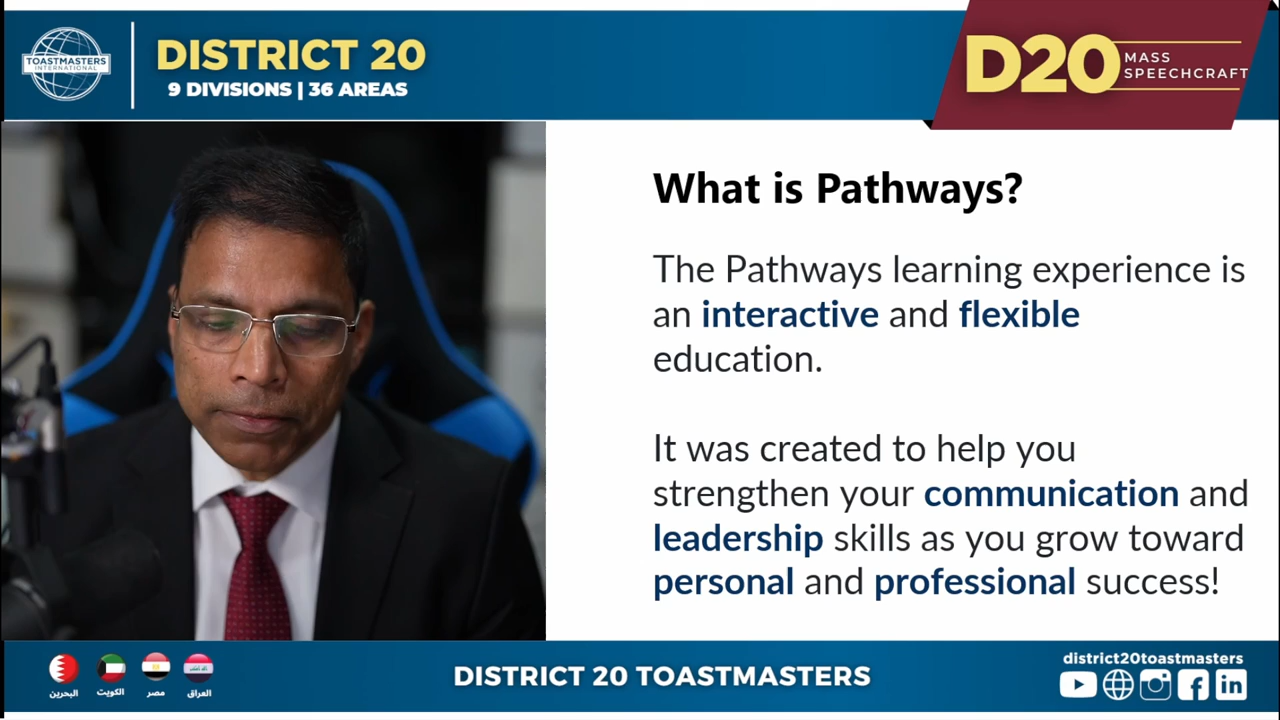 TOASTMASTERS
INTERNATIONAL
DISTRICT 20
9 DIVISIONS | 36 AREAS
D20
MASS
SPEECHCRAFT
What is Pathways?
The Pathways learning experience is
an interactive and flexible
education.
It was created to help you
strengthen your communication and
leadership skills as you grow toward
personal and professional success!
البحرين
الكويت
مصر
العراق
DISTRICT 20 TOASTMASTERS
district20toastmasters
in